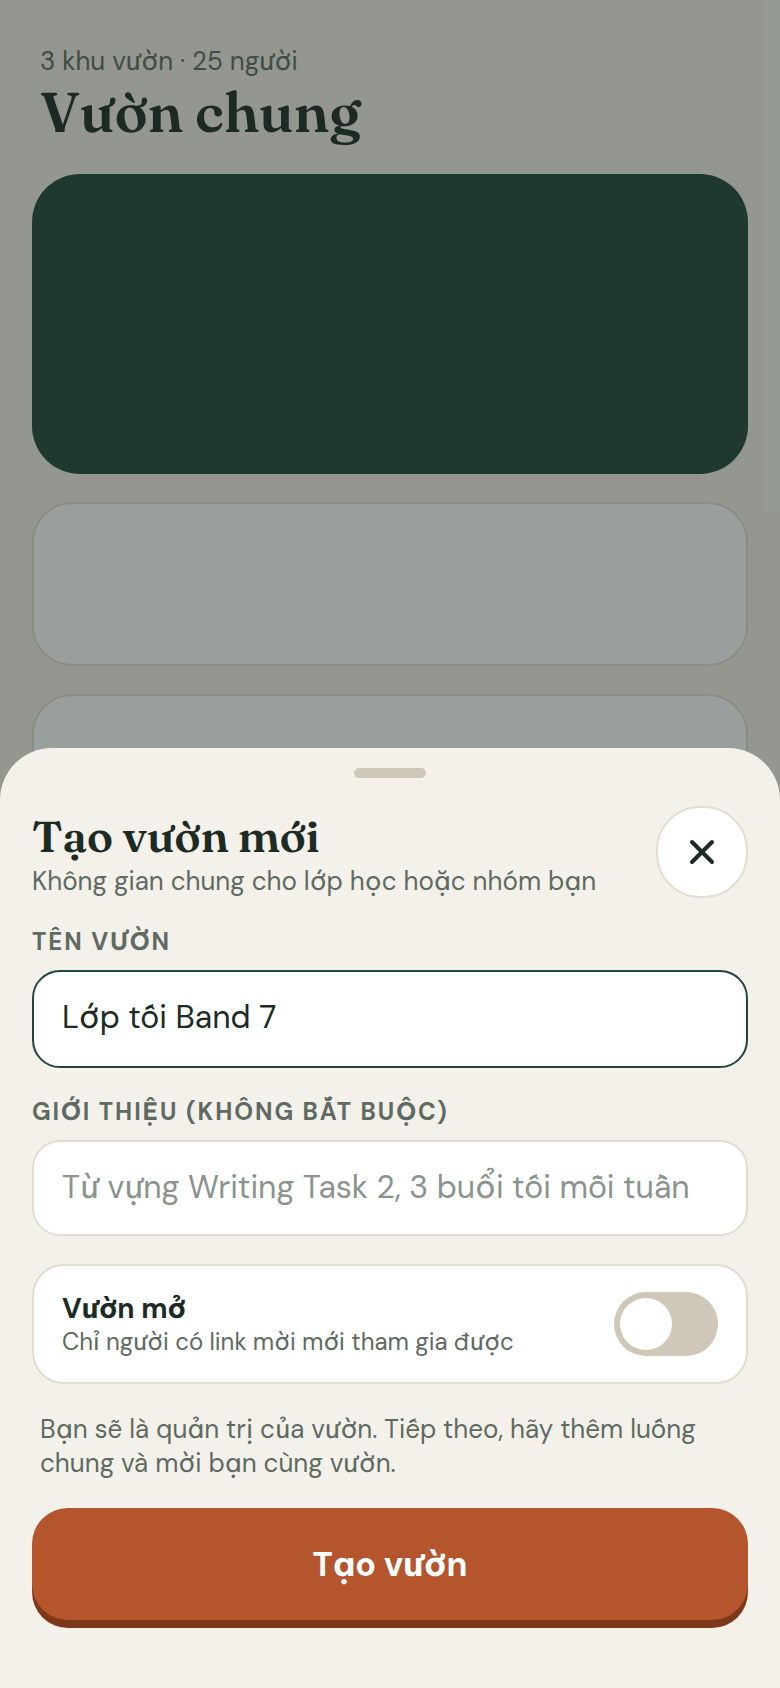 3 khu vườn · 25 người
Vườn chung
Tạo vườn mới
Không gian chung cho lớp học hoặc nhóm bạn
TÊN VƯỜN
Lớp tối Band 7
GIỚI THIỆU (KHÔNG BẮT BUỘC)
Từ vựng Writing Task 2, 3 buổi tối mỗi tuần
Vườn mở
Chỉ người có link mời mới tham gia được
Bạn sẽ là quản trị của vườn. Tiếp theo, hãy thêm luống
chung và mời bạn cùng vườn.
Tạo vườn